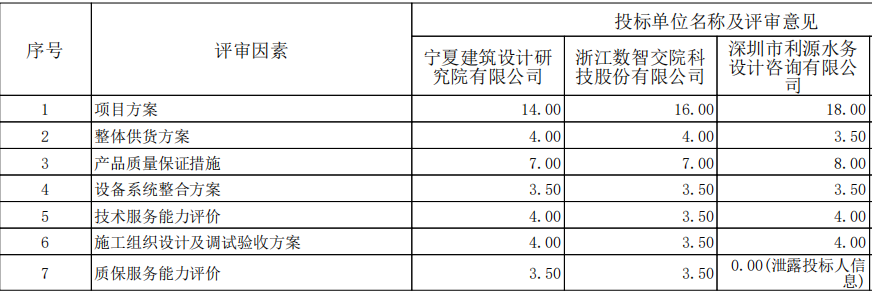 序号 评审因素 投标单位名称及评审意见
宁夏建筑设计研究院有限公司 浙江数智交院科技股份有限公司 深圳市利源水务设计咨询有限公司
1 项目方案 14.00 16.00 18.00
2 整体供货方案 4.00 4.00 3.50
3 产品质量保证措施 7.00 7.00 8.00
4 设备系统整合方案 3.50 3.50 3.50
5 技术服务能力评价 4.00 3.50 4.00
6 施工组织设计及调试验收方案 4.00 3.50 4.00
7 质保服务能力评价 3.50 3.50 0.00(泄露投标人信息)